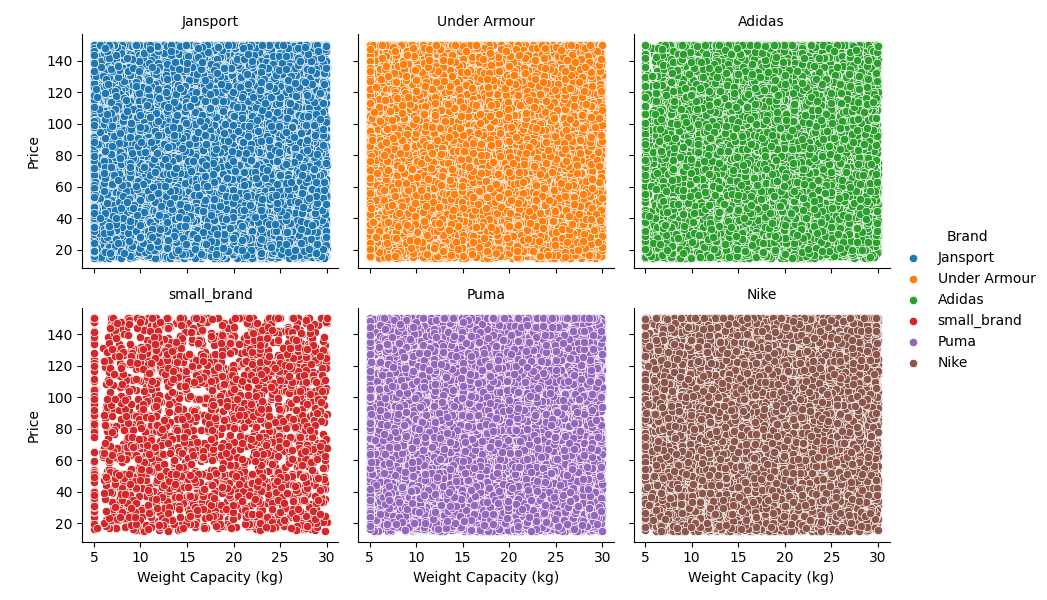 Jansport Under Armour Adidas
140
120
100
80
60
40
20
Price
small_brand Puma Nike
140
120
100
80
60
40
20
Price
5 10 15 20 25 30 5 10 15 20 25 30 5 10 15 20 25 30
Weight Capacity (kg) Weight Capacity (kg) Weight Capacity (kg)
Brand
Jansport
Under Armour
Adidas
small_brand
Puma
Nike